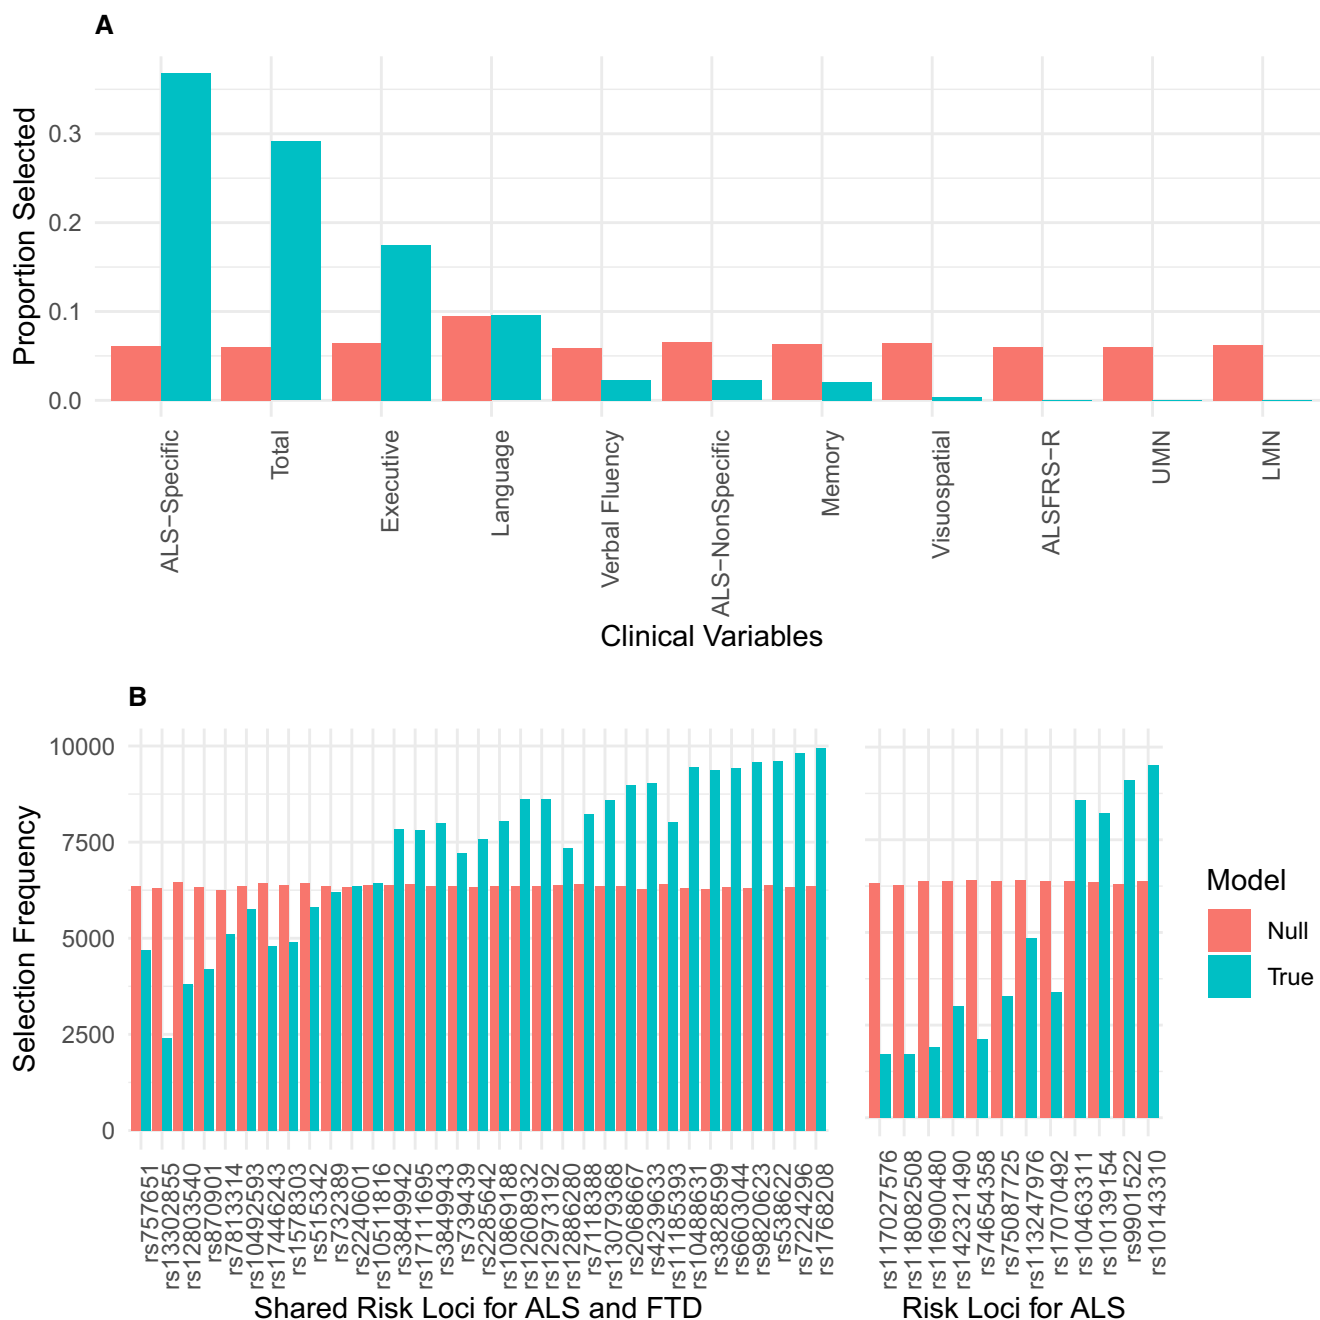 A
Proportion Selected
0.3
0.2
0.1
0.0
ALS−Specific
Total
Executive
Language
Verbal Fluency
ALS−NonSpecific
Memory
Visuospatial
ALSFRS−R
UMN
LMN
Clinical Variables
B
Selection Frequency
10000
7500
5000
2500
0
rs757651
rs13302855
rs12803540
rs870901
rs7813314
rs10492593
rs17446243
rs1578303
rs515342
rs732389
rs2240601
rs10511816
rs3849942
rs17111695
rs3849943
rs739439
rs2285642
rs10869188
rs12608932
rs12973192
rs12886280
rs7118388
rs13079368
rs2068667
rs4239633
rs11185393
rs10488631
rs3828599
rs6603044
rs9820623
rs538622
rs7224296
rs1768208
Shared Risk Loci for ALS and FTD
rs117027576
rs118082508
rs116900480
rs142321490
rs74654358
rs75087725
rs113247976
rs17070492
rs10463311
rs10139154
rs9901522
rs10143310
Risk Loci for ALS
Model
Null
True